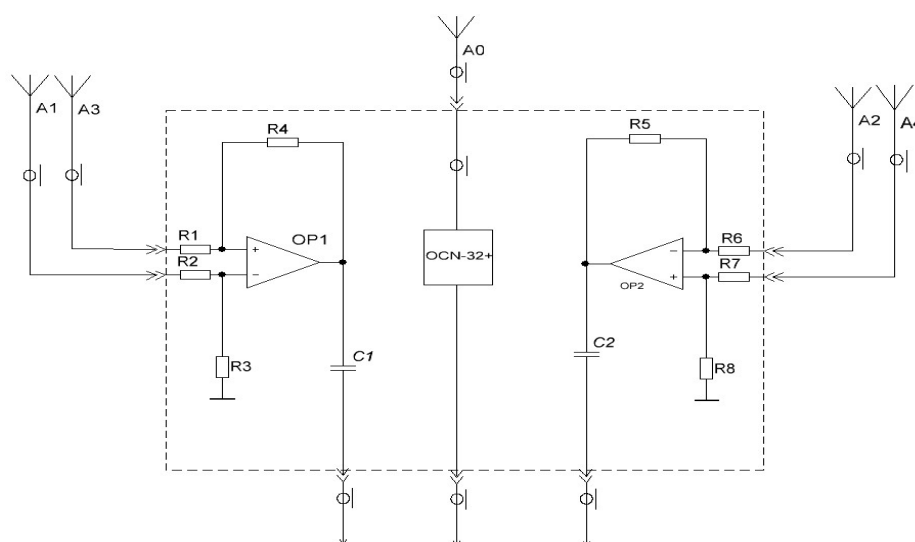 A0
A1 A3
A2 A4
R4
R5
R1
+
OP1
R2
−
OCN-32+
−
R6
+
R7
OP2
R3
C1
C2
R8